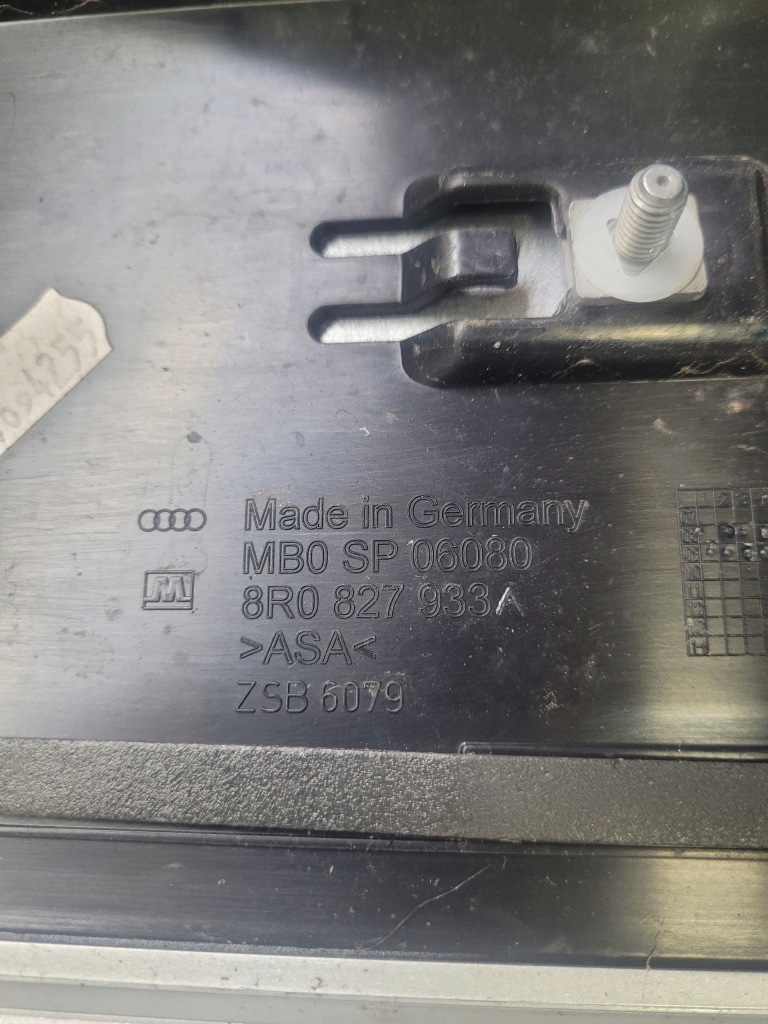 Made in Germany
MB0 SP 06080
8R0 827 933 A
>ASA<
ZSB 6079